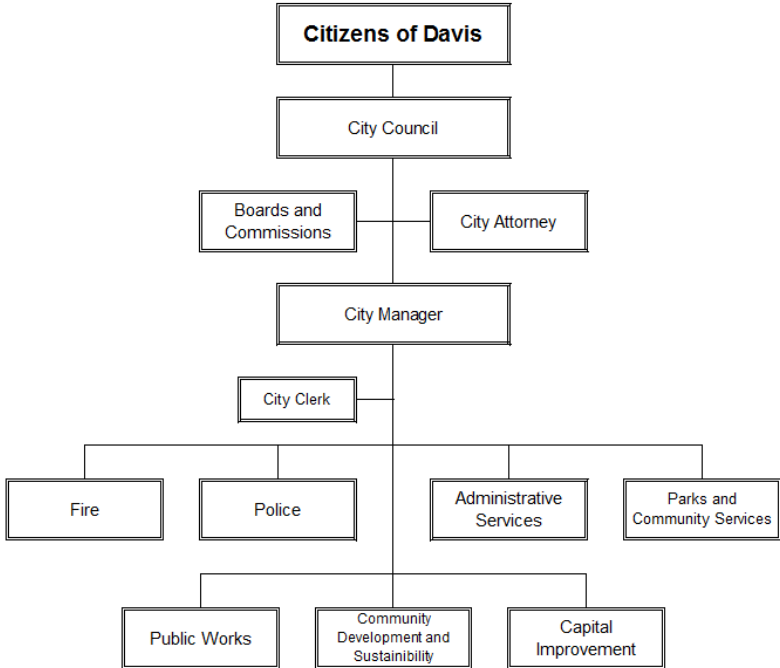 Citizens of Davis
City Council
Boards and
Commissions
City Attorney
City Manager
City Clerk
Fire
Police
Administrative
Services
Parks and
Community Services
Public Works
Community
Development and
Sustainibility
Capital
Improvement